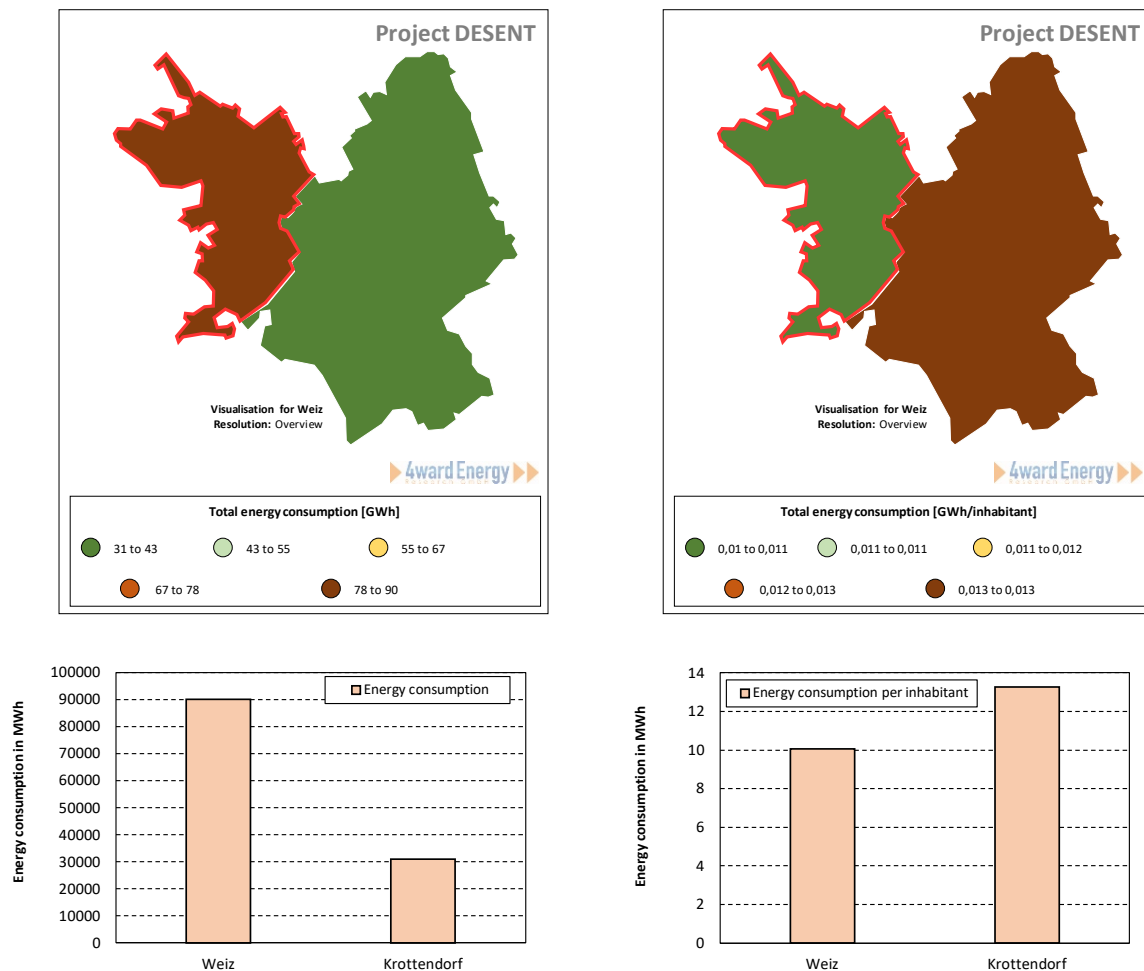 Project DESENT
Visualisation for Weiz
Resolution: Overview
4ward Energy
Total energy consumption [GWh]
31 to 43
43 to 55
55 to 67
67 to 78
78 to 90
Project DESENT
Visualisation for Weiz
Resolution: Overview
4ward Energy
Total energy consumption [GWh/inhabitant]
0,01 to 0,011
0,011 to 0,011
0,011 to 0,012
0,012 to 0,013
0,013 to 0,013
Energy consumption in MWh
100000
90000
80000
70000
60000
50000
40000
30000
20000
10000
0
Energy consumption
Weiz
Krottendorf
Energy consumption in MWh
14
12
10
8
6
4
2
0
Energy consumption per inhabitant
Weiz
Krottendorf